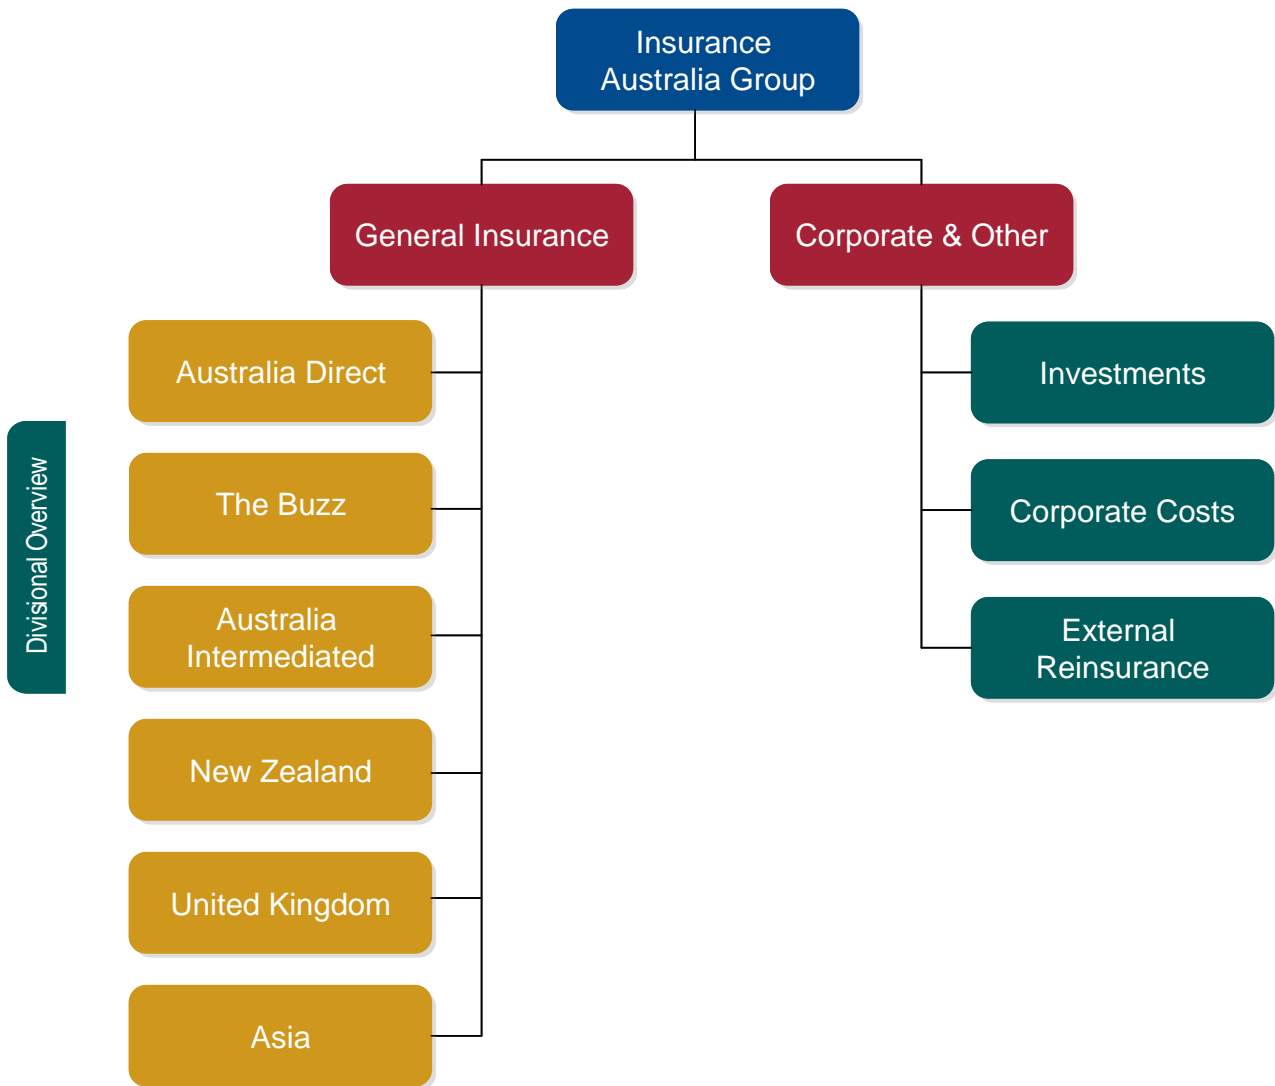 Insurance
Australia Group
General Insurance
Corporate & Other
Australia Direct
Investments
Divisional Overview
The Buzz
Corporate Costs
Australia
Intermediated
External
Reinsurance
New Zealand
United Kingdom
Asia